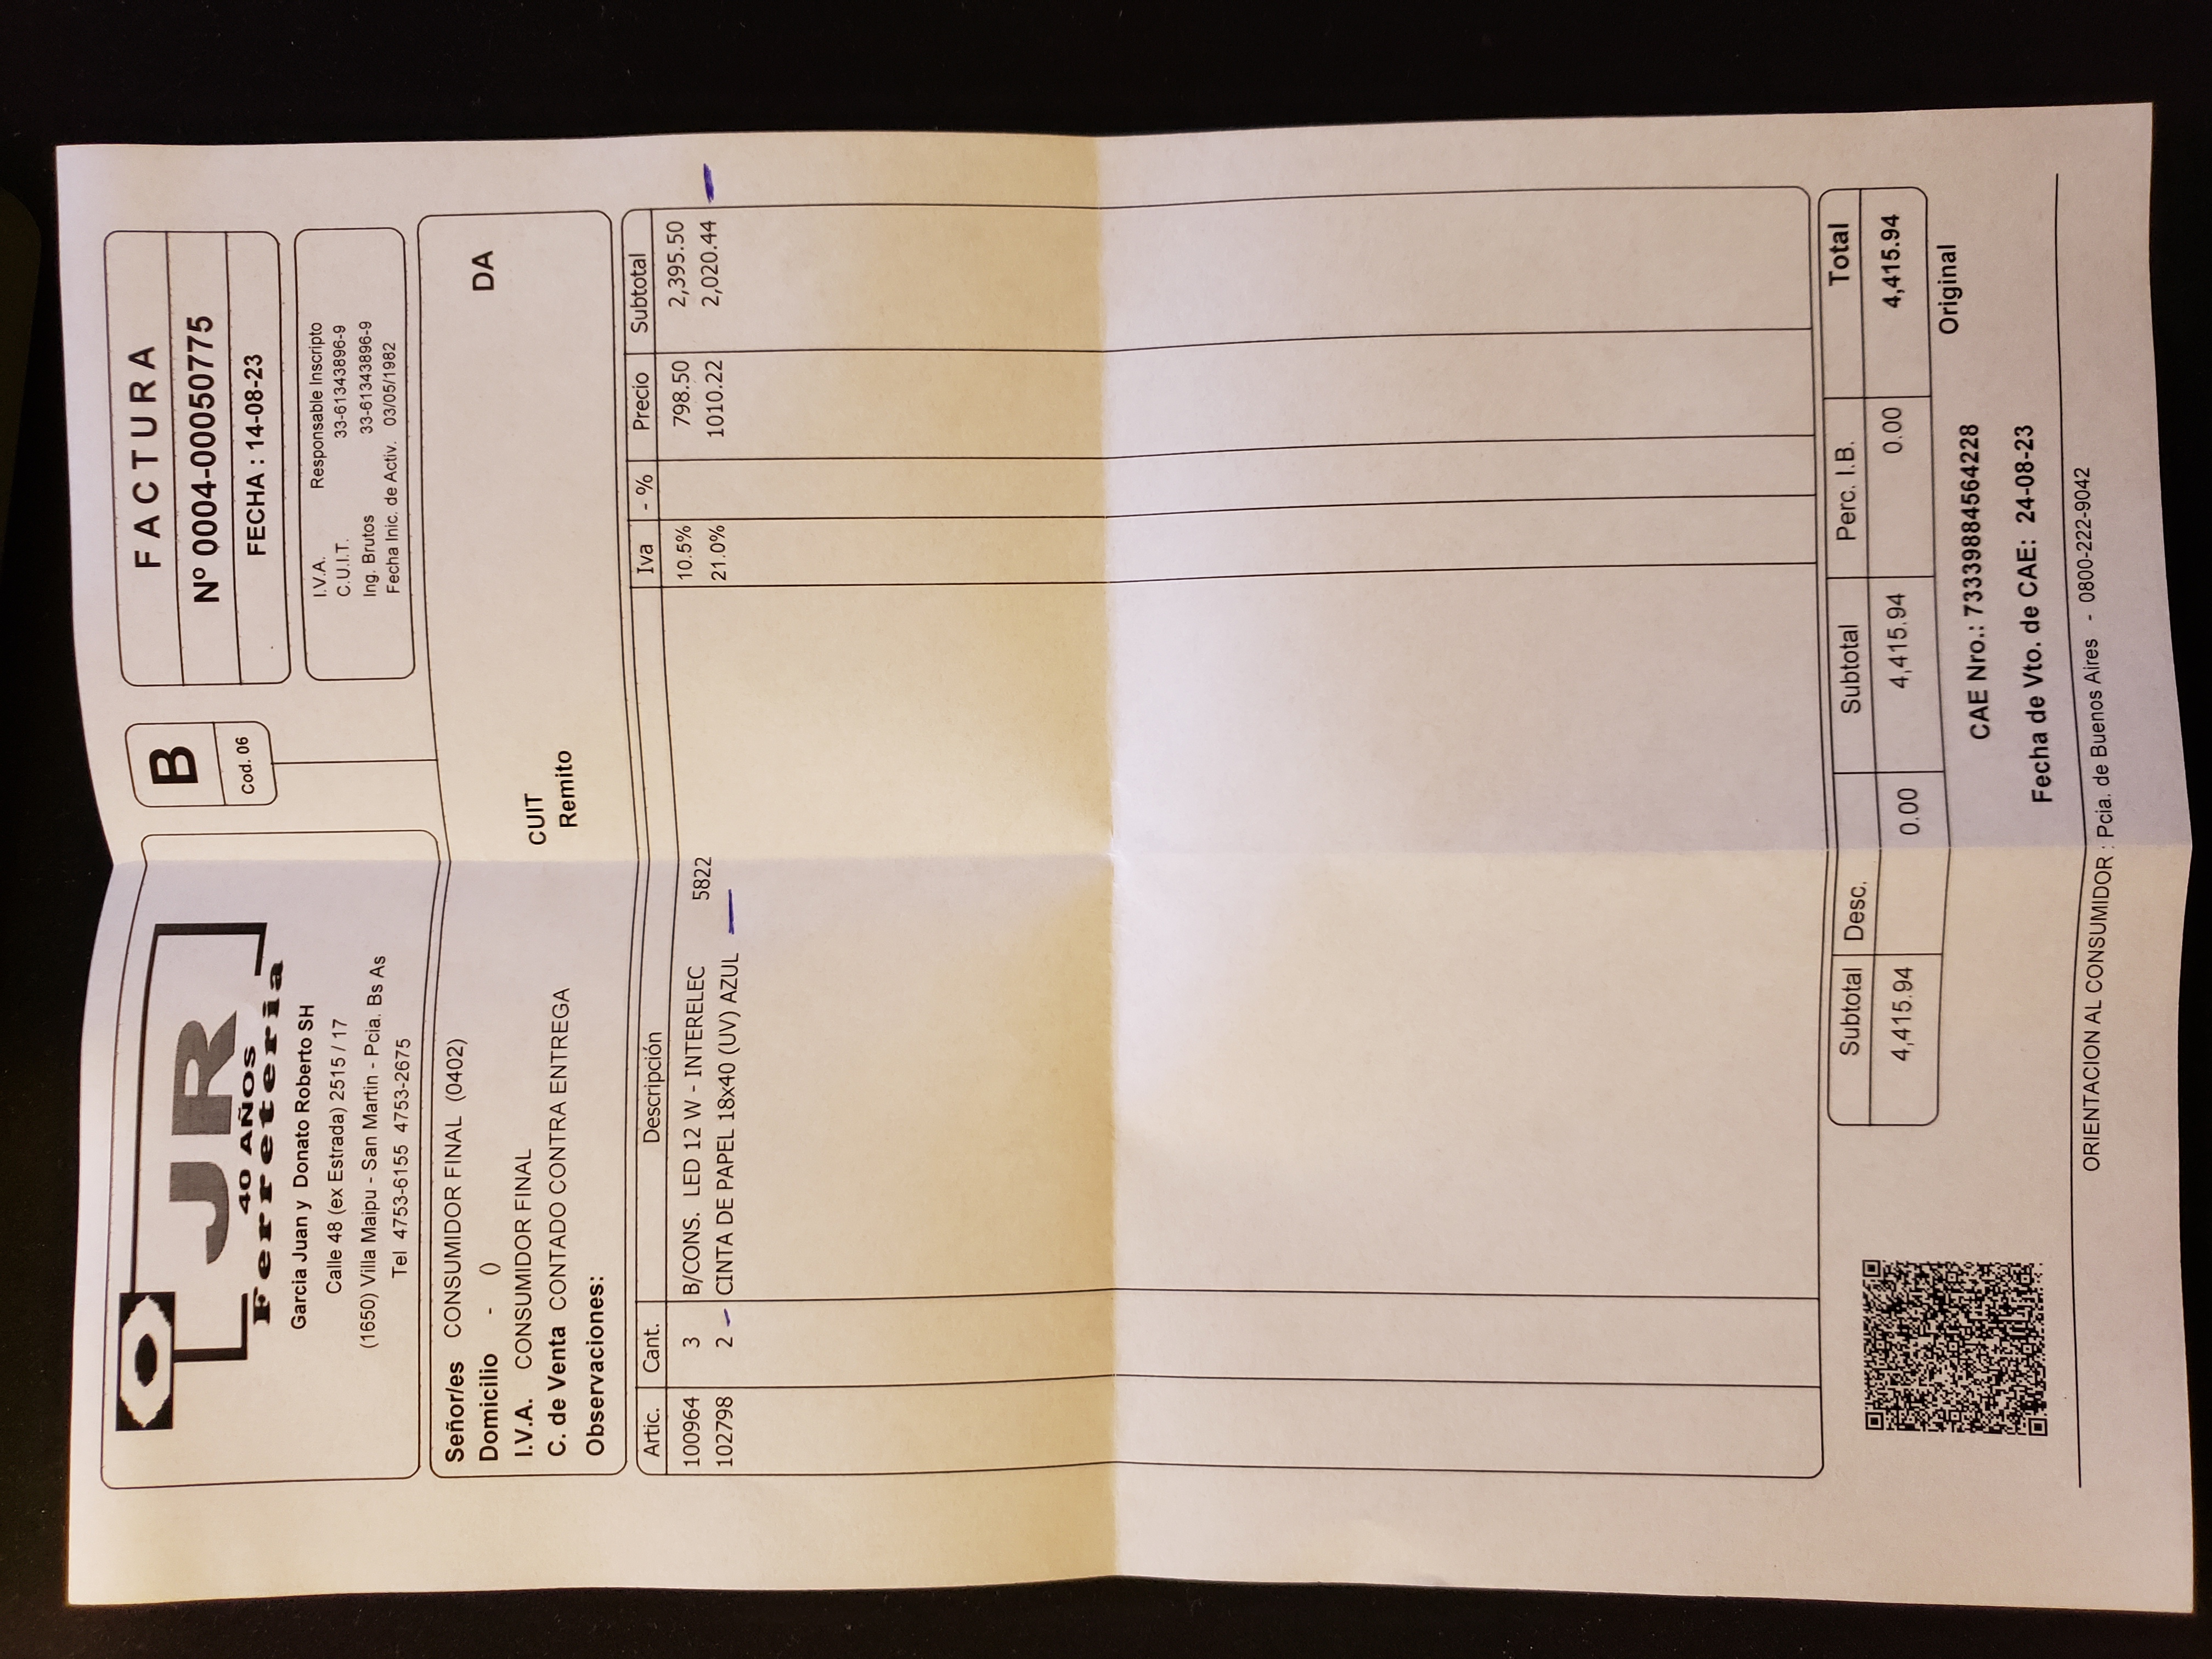 JR
40 AÑOS
Ferreteria
Garcia Juan y Donato Roberto SH
Calle 48 (ex Estrada) 2515 / 17
(1650) Villa Maipu - San Martin - Pcia. Bs As
Tel 4753-6155 4753-2675
B
Cod. 06
FACTURA
Nº 0004-00050775
FECHA : 14-08-23
I.V.A. Responsable Inscripto
C.U.I.T. 33-61343896-9
Ing. Brutos 33-61343896-9
Fecha Inic. de Activ. 03/05/1982
Señor/es CONSUMIDOR FINAL (0402)
DA
Domicilio - ()
I.V.A. CONSUMIDOR FINAL
CUIT
C. de Venta CONTADO CONTRA ENTREGA
Remito
Observaciones:
Artic. Cant. Descripción Iva - % Precio Subtotal
100964 3 B/CONS. LED 12 W - INTERELEC 5822 10.5% 798.50 2,395.50
102798 2 CINTA DE PAPEL 18x40 (UV) AZUL 21.0% 1010.22 2,020.44
Subtotal Desc. Subtotal Perc. I.B. Total
4,415.94 0.00 4,415.94 0.00 4,415.94
Original
CAE Nro.: 73339884564228
Fecha de Vto. de CAE: 24-08-23
ORIENTACION AL CONSUMIDOR : Pcia. de Buenos Aires - 0800-222-9042